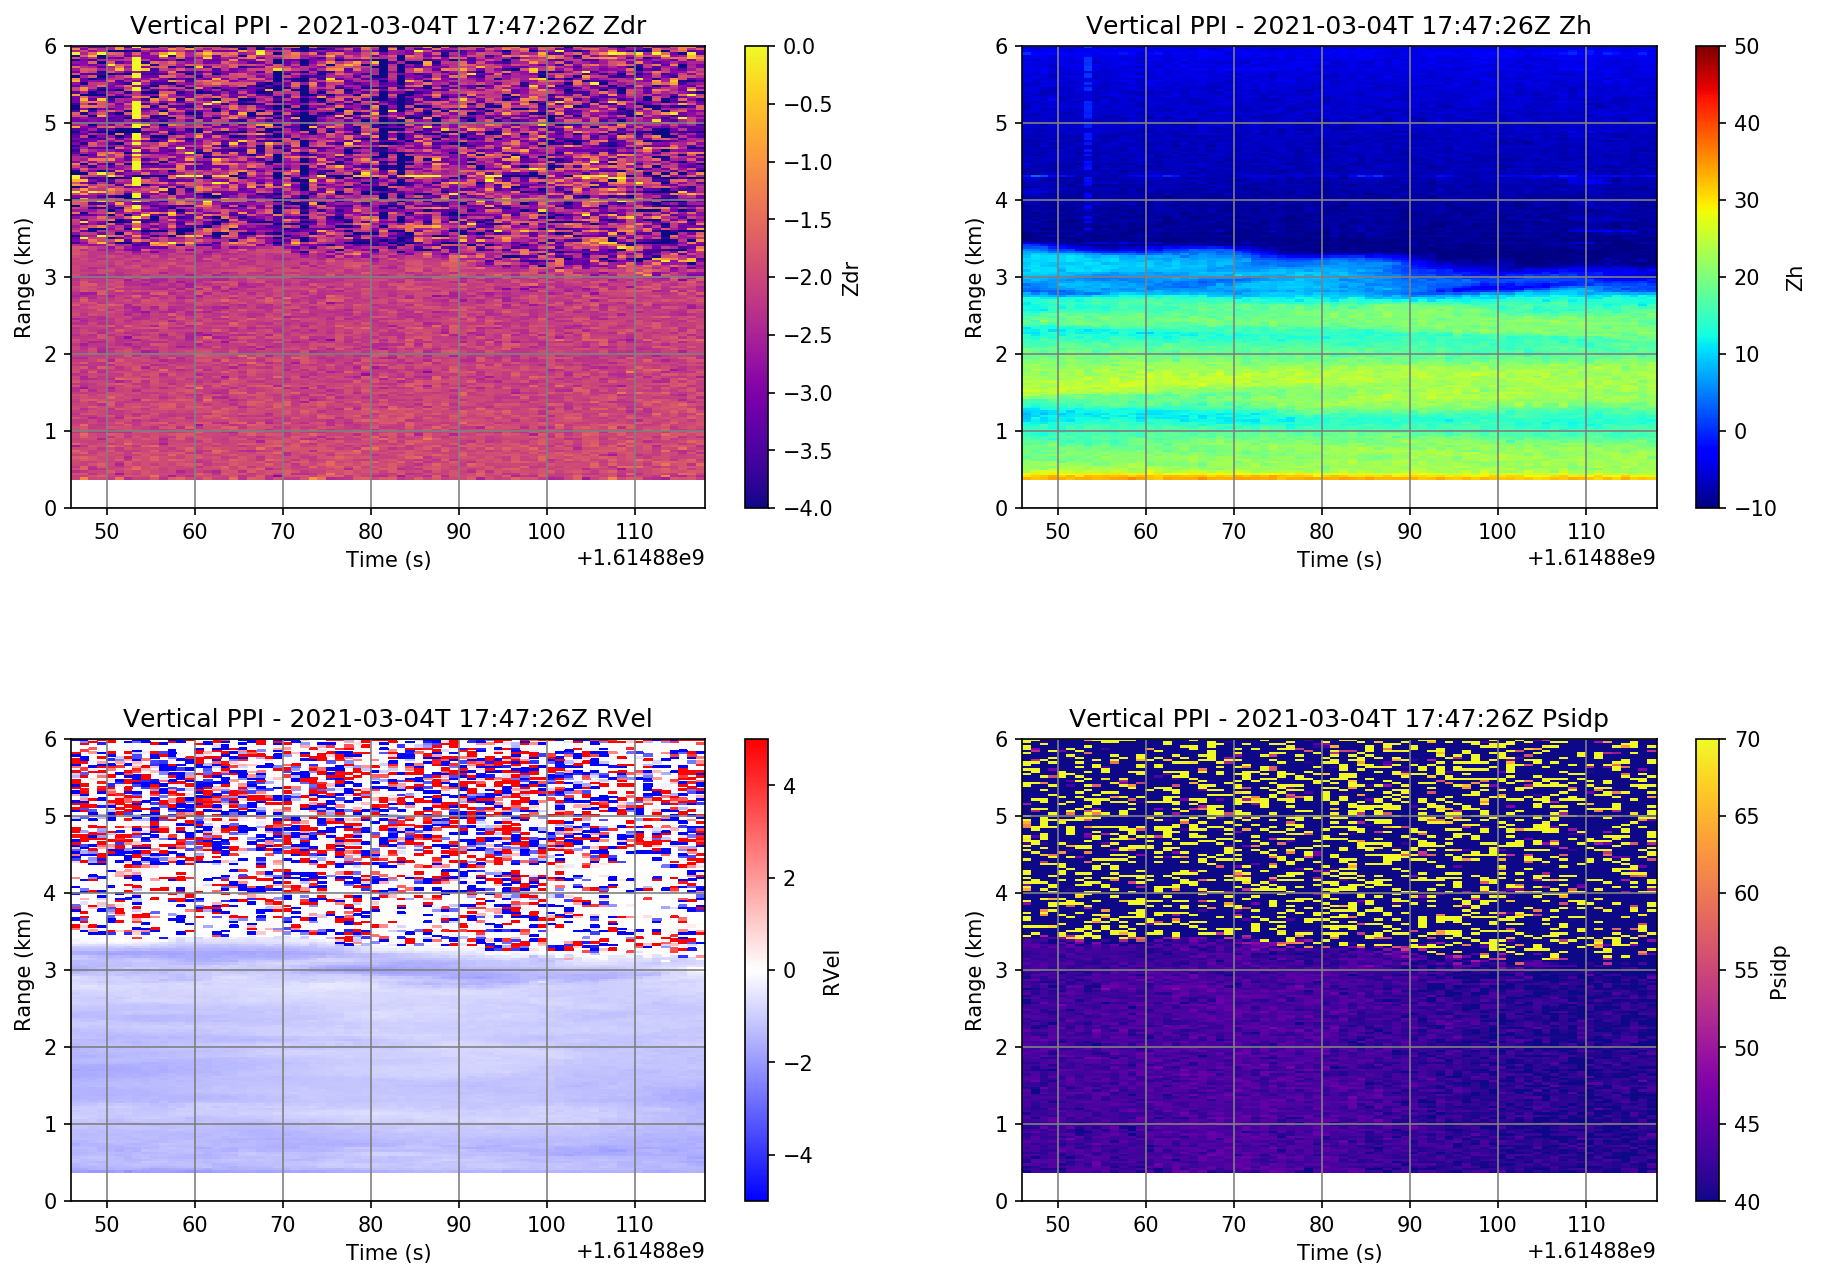 Vertical PPI - 2021-03-04T 17:47:26Z Zdr
6
5
4
3
2
1
0
Range (km)
50 60 70 80 90 100 110
Time (s)
+1.61488e9
0.0
−0.5
−1.0
−1.5
−2.0
−2.5
−3.0
−3.5
−4.0
Zdr
Vertical PPI - 2021-03-04T 17:47:26Z Zh
6
5
4
3
2
1
0
Range (km)
50 60 70 80 90 100 110
Time (s)
+1.61488e9
50
40
30
20
10
0
−10
Zh
Vertical PPI - 2021-03-04T 17:47:26Z RVel
6
5
4
3
2
1
0
Range (km)
50 60 70 80 90 100 110
Time (s)
+1.61488e9
4
2
0
−2
−4
RVel
Vertical PPI - 2021-03-04T 17:47:26Z Psidp
6
5
4
3
2
1
0
Range (km)
50 60 70 80 90 100 110
Time (s)
+1.61488e9
70
65
60
55
50
45
40
Psidp